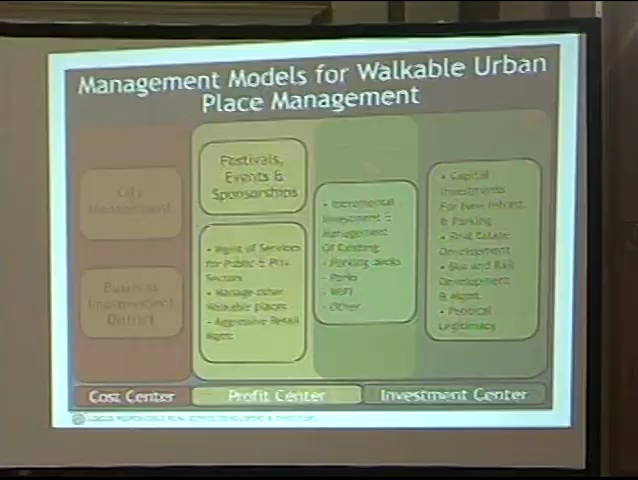 Management Models for Walkable Urban
Place Management
City
Management
Business
Improvement
District
Festivals,
Events &
Sponsorships
• Mgmt of Services
For Public & Priv.
Sectors
• Manage other
Walkable places
• Aggressive Retail
Mgmt
• Incremental
Investment &
Management
Of Existing
- Parking decks
- Parks
- WiFi
- Other
• Capital
Investments
For New Infrast.
& Parking
• Real Estate
Development
• Bus and Rail
Development
& Mgmt
• Political
Legitimacy
Cost Center
Profit Center
Investment Center